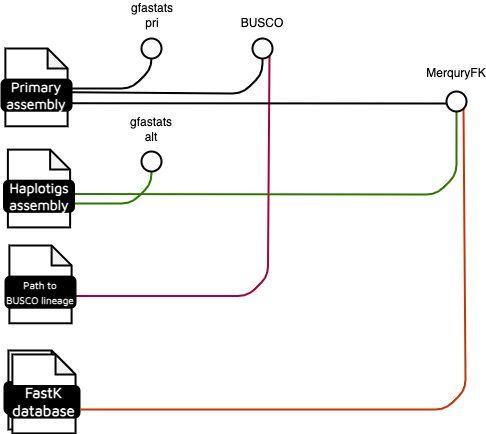 gfastats
pri
BUSCO
MerquryFK
Primary
assembly
gfastats
alt
Haplotigs
assembly
Path to
BUSCO lineage
FastK
database